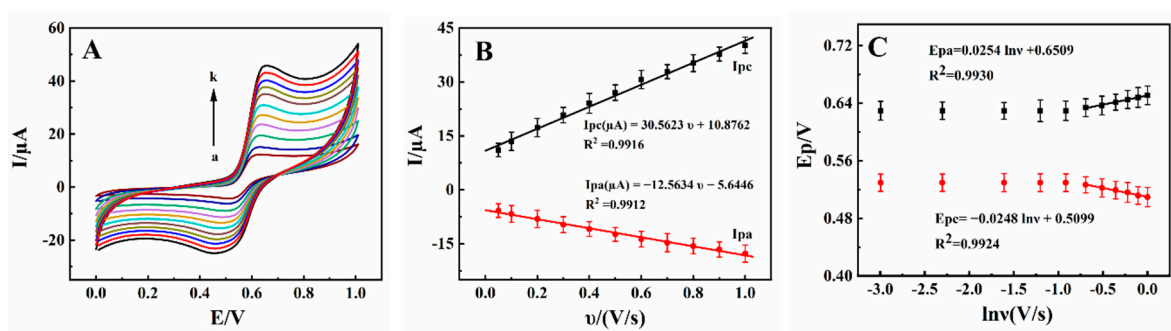 A
I/μA
60
40
20
0
-20
k
a
0.0 0.2 0.4 0.6 0.8 1.0
E/V
B
I/μA
45
30
15
0
-15
Ipc
Ipc(μA) = 30.5623 υ + 10.8762
R² =0.9916
Ipa(μA) = −12.5634 υ − 5.6446
R² =0.9912
Ipa
0.0 0.2 0.4 0.6 0.8 1.0
υ/(V/s)
C
Ep/V
0.72
0.64
0.56
0.48
0.40
Epa=0.0254 lnν +0.6509
R²=0.9930
Epc= −0.0248 lnν + 0.5099
R²=0.9924
-3.0 -2.5 -2.0 -1.5 -1.0 -0.5 0.0
lnν(V/s)